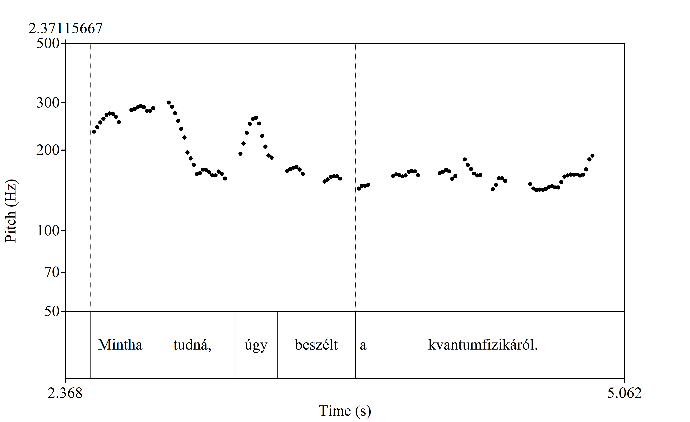 2.37115667
500
300
200
100
70
50
Pitch (Hz)
Mintha tudná, úgy beszélt a kvantumfizikáról.
2.368 5.062
Time (s)